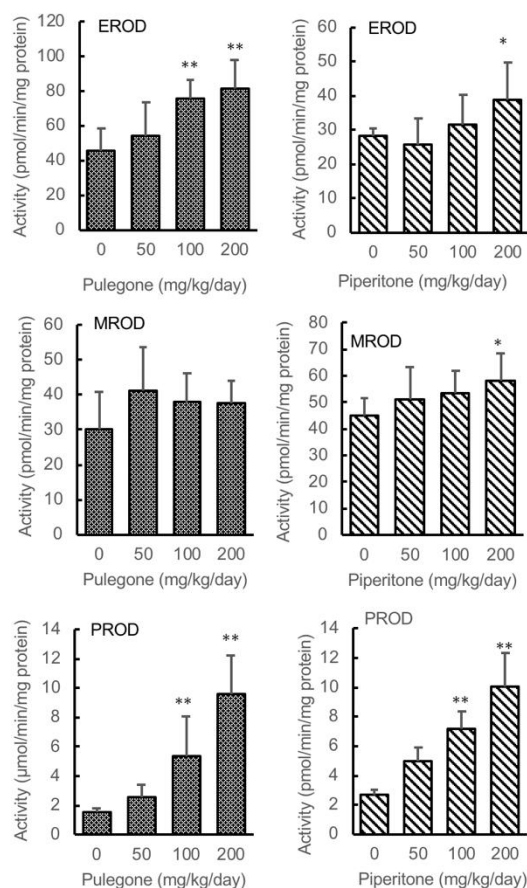 EROD
Activity (pmol/min/mg protein)
120
100
80
60
40
20
0
**
**
0 50 100 200
Pulegone (mg/kg/day)
EROD
Activity (pmol/min/mg protein)
60
50
40
30
20
10
0
*
0 50 100 200
Piperitone (mg/kg/day)
MROD
Activity (pmol/min/mg protein)
60
50
40
30
20
10
0
0 50 100 200
Pulegone (mg/kg/day)
MROD
Activity (pmol/min/mg protein)
80
70
60
50
40
30
20
10
0
*
0 50 100 200
Piperitone (mg/kg/day)
PROD
Activity (μmol/min/mg protein)
14
12
10
8
6
4
2
0
**
**
0 50 100 200
Pulegone (mg/kg/day)
PROD
Activity (pmol/min/mg protein)
14
12
10
8
6
4
2
0
**
**
0 50 100 200
Piperitone (mg/kg/day)